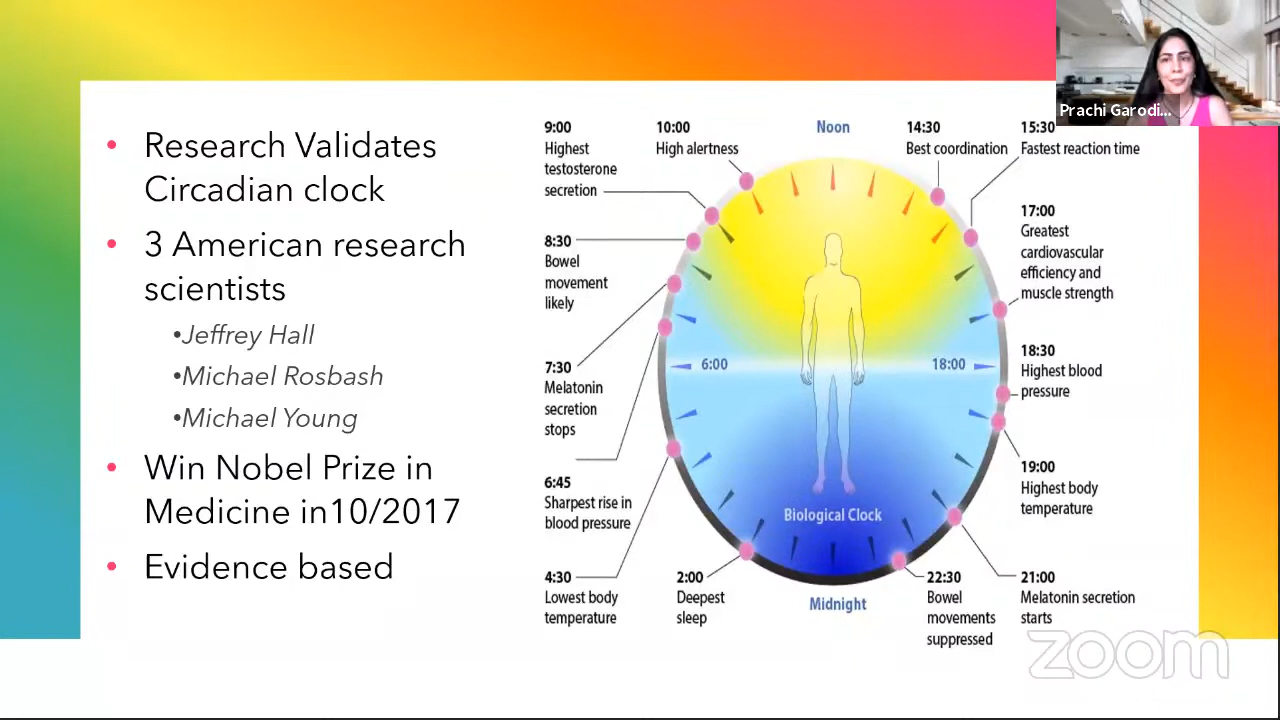 Prachi Garodi...
• Research Validates
Circadian clock
• 3 American research
scientists
•Jeffrey Hall
•Michael Rosbash
•Michael Young
• Win Nobel Prize in
Medicine in10/2017
• Evidence based
9:00
Highest
testosterone
secretion
10:00
High alertness
Noon
14:30
Best coordination
15:30
Fastest reaction time
8:30
Bowel
movement
likely
17:00
Greatest
cardiovascular
efficiency and
muscle strength
7:30
Melatonin
secretion
stops
6:00
18:00
18:30
Highest blood
pressure
6:45
Sharpest rise in
blood pressure
19:00
Highest body
temperature
Biological Clock
4:30
Lowest body
temperature
2:00
Deepest
sleep
Midnight
22:30
Bowel
movements
suppressed
21:00
Melatonin secretion
starts
zoom